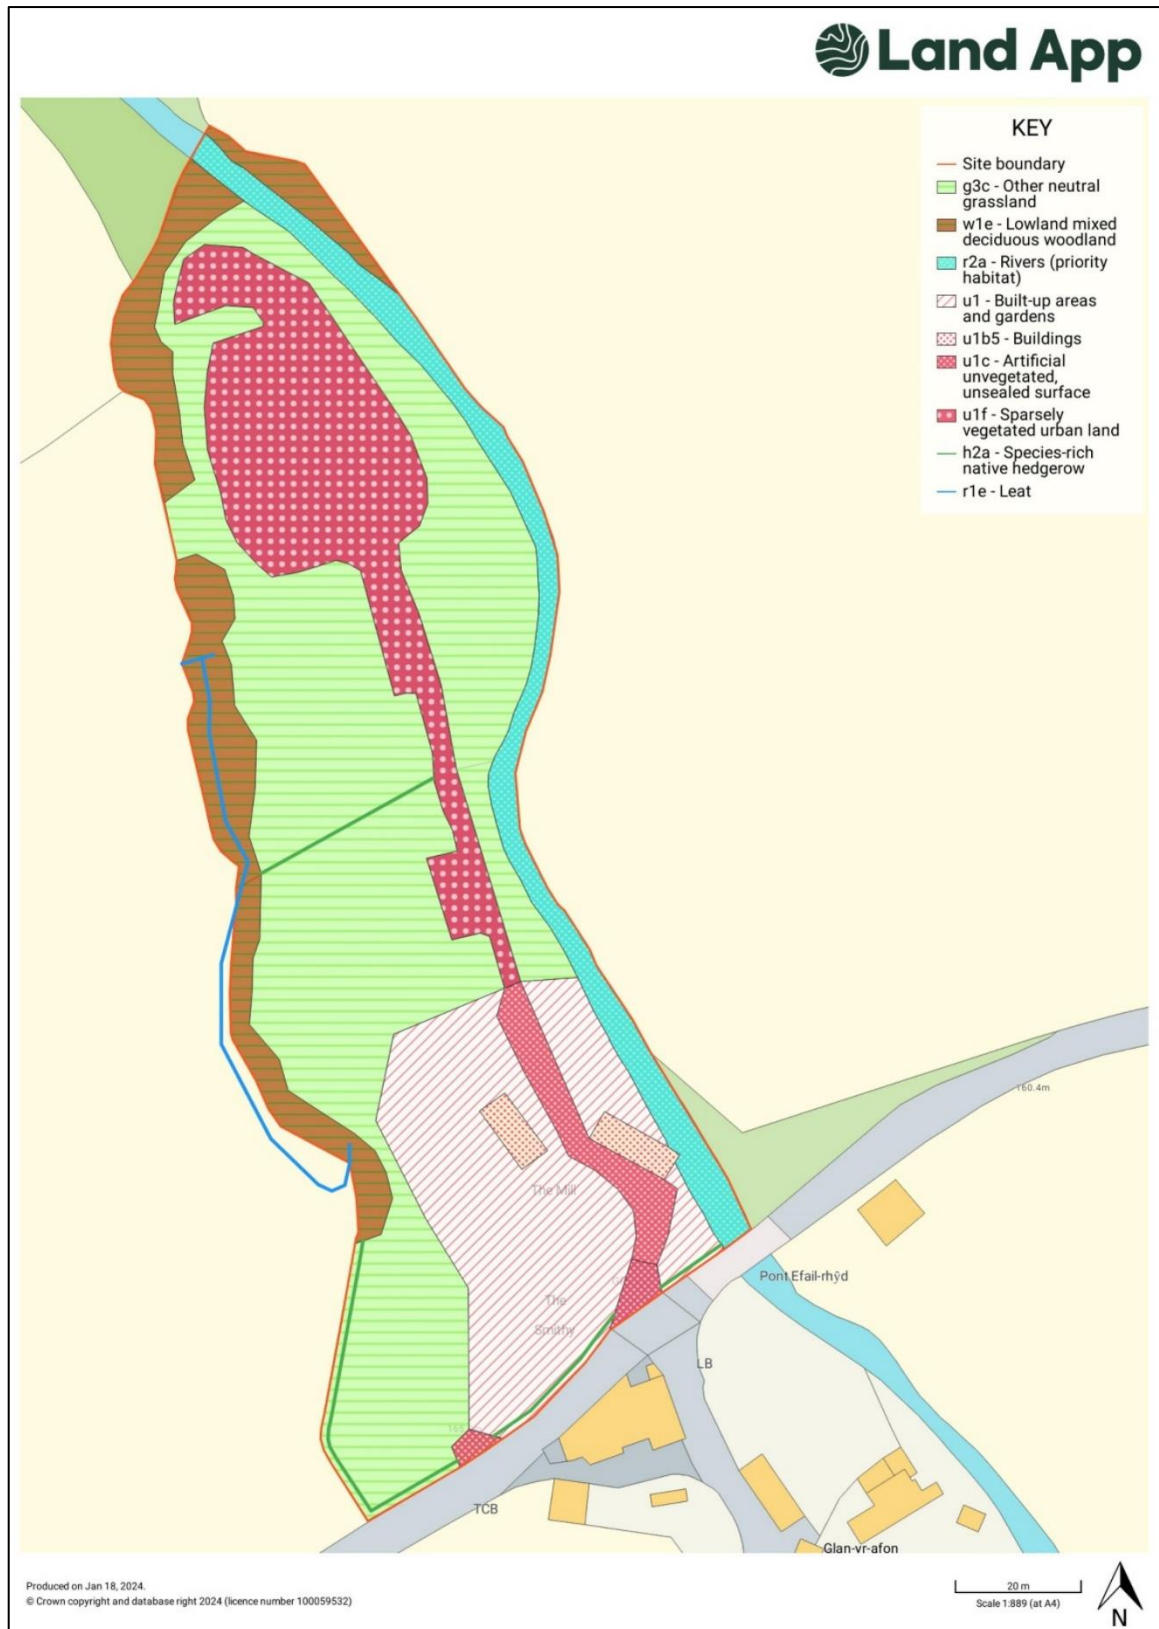 Land App
KEY
Site boundary
g3c - Other neutral
grassland
w1e - Lowland mixed
deciduous woodland
r2a - Rivers (priority
habitat)
u1 - Built-up areas
and gardens
u1b5 - Buildings
u1c - Artificial
unvegetated,
unsealed surface
u1f - Sparsely
vegetated urban land
h2a - Species-rich
native hedgerow
r1e - Leat
160.4m
The Mill
Pont Efail-rhŷd
The
Smithy
LB
TCB
Glan-yr-afon
Produced on Jan 18, 2024.
© Crown copyright and database right 2024 (licence number 100059532)
20 m
Scale 1:889 (at A4)
N